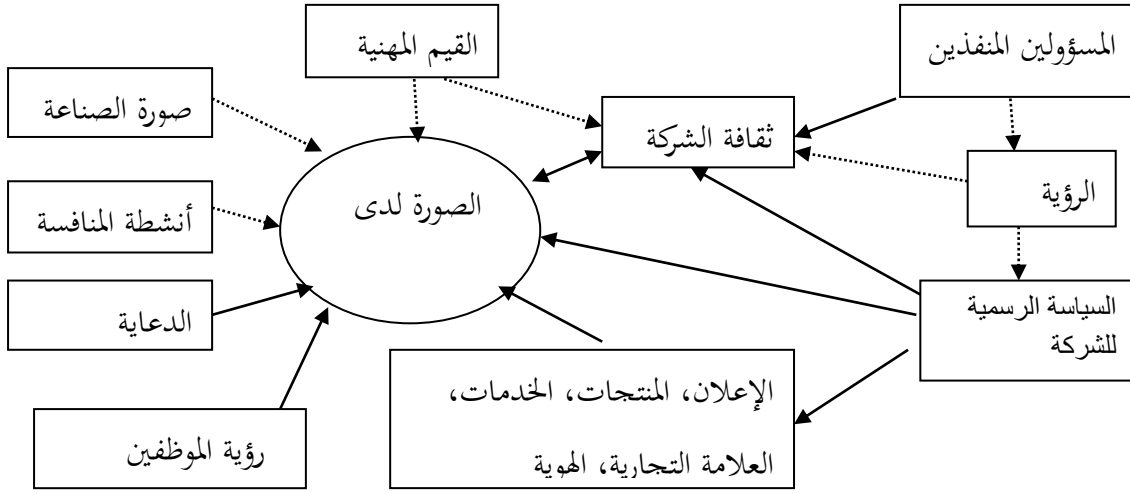 القيم المهنية
المسؤولين المنفذين
صورة الصناعة
ثقافة الشركة
الرؤية
أنشطة المنافسة
الصورة لدى
الدعاية
السياسة الرسمية
للشركة
الإعلان، المنتجات، الخدمات،
العلامة التجارية، الهوية
رؤية الموظفين